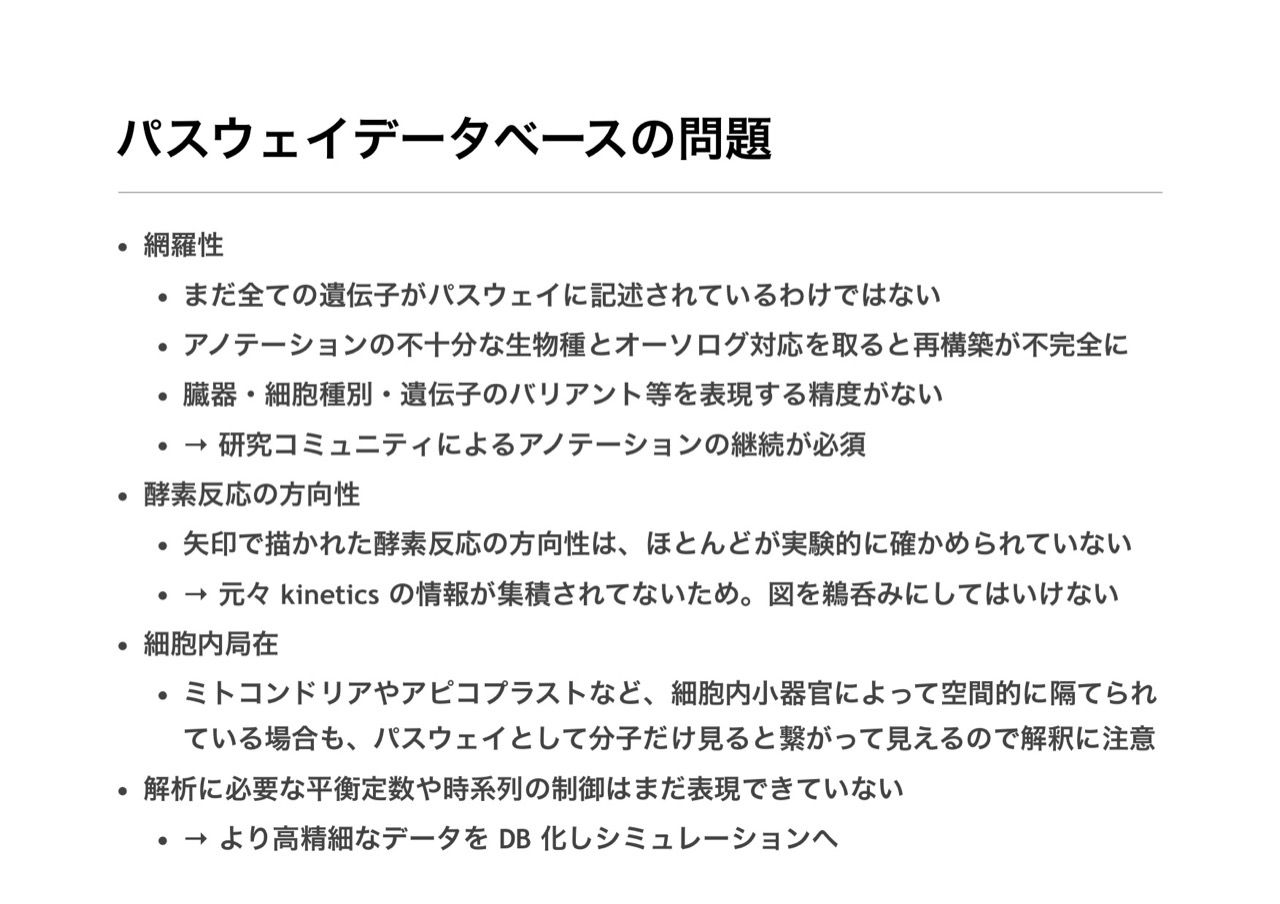 パスウェイデータベースの問題
• 網羅性
• まだ全ての遺伝子がパスウェイに記述されているわけではない
• アノテーションの不十分な生物種とオーソログ対応を取ると再構築が不完全に
• 臓器・細胞種別・遺伝子のバリアント等を表現する精度がない
• → 研究コミュニティによるアノテーションの継続が必須
• 酵素反応の方向性
• 矢印で描かれた酵素反応の方向性は、ほとんどが実験的に確かめられていない
• → 元々 kinetics の情報が集積されてないため。図を鵜呑みにしてはいけない
• 細胞内局在
• ミトコンドリアやアピコプラストなど、細胞内小器官によって空間的に隔てられ
ている場合も、パスウェイとして分子だけ見ると繋がって見えるので解釈に注意
• 解析に必要な平衡定数や時系列の制御はまだ表現できていない
• → より高精細なデータを DB 化しシミュレーションへ